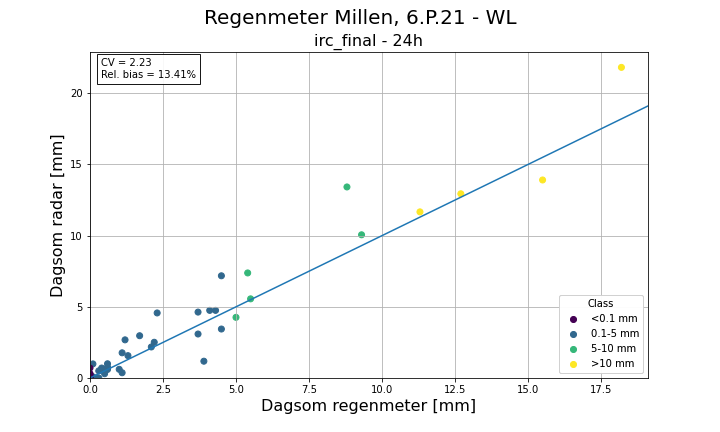 Regenmeter Millen, 6.P.21 - WL
irc_final - 24h
CV = 2.23
Rel. bias = 13.41%
Dagsom radar [mm]
20
15
10
5
0
0.0 2.5 5.0 7.5 10.0 12.5 15.0 17.5
Dagsom regenmeter [mm]
Class
<0.1 mm
0.1-5 mm
5-10 mm
>10 mm